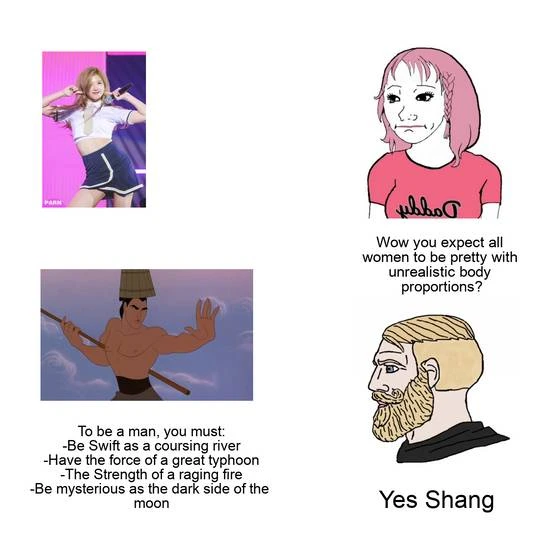 PARN
Daddy
Wow you expect all
women to be pretty with
unrealistic body
proportions?
To be a man, you must:
-Be Swift as a coursing river
-Have the force of a great typhoon
-The Strength of a raging fire
-Be mysterious as the dark side of the
moon
Yes Shang